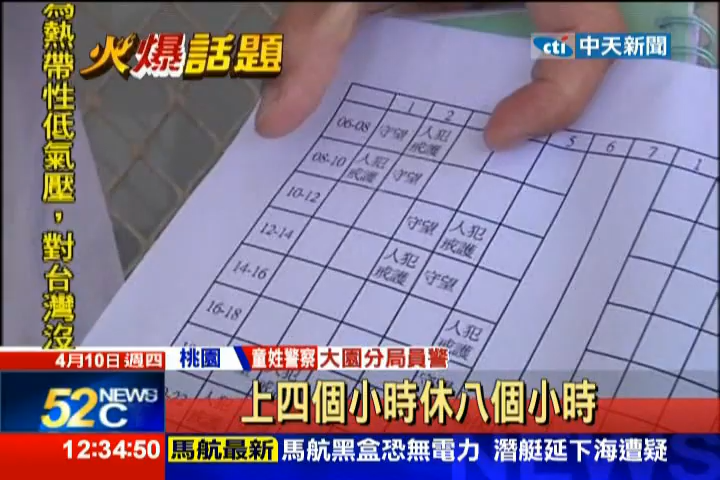 為熱帶性低氣壓，對台灣沒
火爆話題
cti 中天新聞
1 2 5 6 7 1
06-08 守望 人犯戒護
08-10 人犯戒護 守望
10-12 守望 人犯戒護
12-14 人犯戒護 守望
14-16
16-18 人犯戒護
4月10日週四 桃園 童姓警察 大園分局員警
52 NEWS C
上四個小時休八個小時
12:34:50 馬航最新 馬航黑盒恐無電力 潛艇延下海遭疑